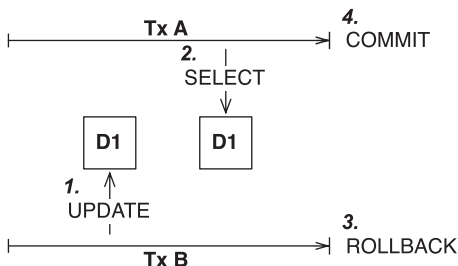 Tx A
4.
COMMIT
2.
SELECT
D1
D1
1.
UPDATE
3.
ROLLBACK
Tx B